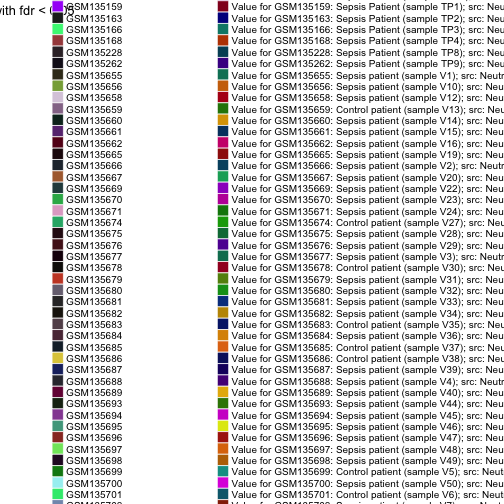 with fdr < 0.05
GSM135159 Value for GSM135159: Sepsis Patient (sample TP1); src: Neu
GSM135163 Value for GSM135163: Sepsis Patient (sample TP2); src: Neu
GSM135166 Value for GSM135166: Sepsis Patient (sample TP3); src: Neu
GSM135168 Value for GSM135168: Sepsis Patient (sample TP4); src: Neu
GSM135228 Value for GSM135228: Sepsis Patient (sample TP8); src: Neu
GSM135262 Value for GSM135262: Sepsis Patient (sample TP9); src: Neu
GSM135655 Value for GSM135655: Sepsis patient (sample V1); src: Neutr
GSM135656 Value for GSM135656: Sepsis patient (sample V10); src: Neu
GSM135658 Value for GSM135658: Sepsis patient (sample V12); src: Neu
GSM135659 Value for GSM135659: Control patient (sample V13); src: Neu
GSM135660 Value for GSM135660: Sepsis patient (sample V14); src: Neu
GSM135661 Value for GSM135661: Sepsis patient (sample V15); src: Neu
GSM135662 Value for GSM135662: Sepsis patient (sample V16); src: Neu
GSM135665 Value for GSM135665: Sepsis patient (sample V19); src: Neu
GSM135666 Value for GSM135666: Sepsis patient (sample V2); src: Neutr
GSM135667 Value for GSM135667: Sepsis patient (sample V20); src: Neu
GSM135669 Value for GSM135669: Sepsis patient (sample V22); src: Neu
GSM135670 Value for GSM135670: Sepsis patient (sample V23); src: Neu
GSM135671 Value for GSM135671: Sepsis patient (sample V24); src: Neu
GSM135674 Value for GSM135674: Control patient (sample V27); src: Neu
GSM135675 Value for GSM135675: Sepsis patient (sample V28); src: Neu
GSM135676 Value for GSM135676: Sepsis patient (sample V29); src: Neu
GSM135677 Value for GSM135677: Sepsis patient (sample V3); src: Neutr
GSM135678 Value for GSM135678: Control patient (sample V30); src: Neu
GSM135679 Value for GSM135679: Sepsis patient (sample V31); src: Neu
GSM135680 Value for GSM135680: Sepsis patient (sample V32); src: Neu
GSM135681 Value for GSM135681: Sepsis patient (sample V33); src: Neu
GSM135682 Value for GSM135682: Sepsis patient (sample V34); src: Neu
GSM135683 Value for GSM135683: Control patient (sample V35); src: Neu
GSM135684 Value for GSM135684: Sepsis patient (sample V36); src: Neu
GSM135685 Value for GSM135685: Control patient (sample V37); src: Neu
GSM135686 Value for GSM135686: Control patient (sample V38); src: Neu
GSM135687 Value for GSM135687: Sepsis patient (sample V39); src: Neu
GSM135688 Value for GSM135688: Sepsis patient (sample V4); src: Neutr
GSM135689 Value for GSM135689: Sepsis patient (sample V40); src: Neu
GSM135693 Value for GSM135693: Sepsis patient (sample V44); src: Neu
GSM135694 Value for GSM135694: Sepsis patient (sample V45); src: Neu
GSM135695 Value for GSM135695: Sepsis patient (sample V46); src: Neu
GSM135696 Value for GSM135696: Sepsis patient (sample V47); src: Neu
GSM135697 Value for GSM135697: Sepsis patient (sample V48); src: Neu
GSM135698 Value for GSM135698: Sepsis patient (sample V49); src: Neu
GSM135699 Value for GSM135699: Control patient (sample V5); src: Neut
GSM135700 Value for GSM135700: Sepsis patient (sample V50); src: Neu
GSM135701 Value for GSM135701: Control patient (sample V6); src: Neut